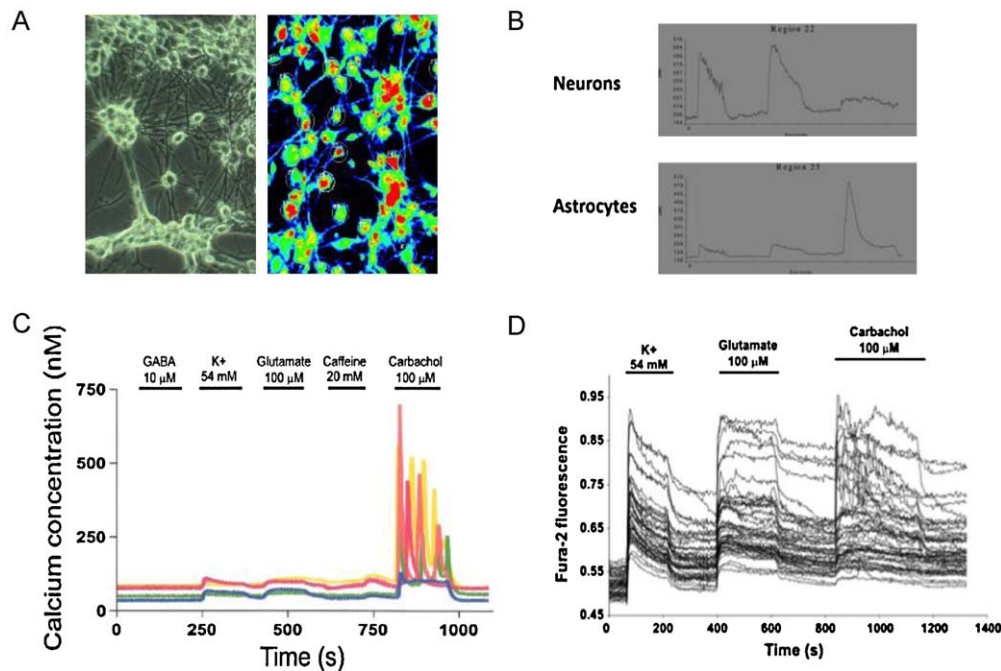 A
B
Region 22
Neurons
Region 25
Astrocytes
C
GABA
10 μM
K+
54 mM
Glutamate
100 μM
Caffeine
20 mM
Carbachol
100 μM
Calcium concentration (nM)
750
500
250
0
0
250
500
750
1000
Time (s)
D
K+
54 mM
Glutamate
100 μM
Carbachol
100 μM
Fura-2 fluorescence
0.95
0.85
0.75
0.65
0.55
0.45
0
200
400
600
800
1000
1200
1400
Time (s)